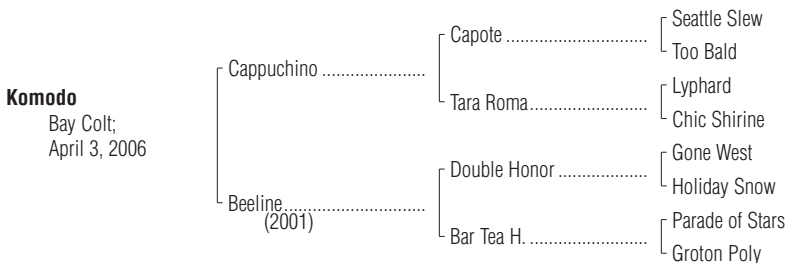 Seattle Slew
Capote ..............................
Too Bald
Cappuchino ......................
Komodo
Lyphard
Bay Colt;
Tara Roma.........................
April 3, 2006
Chic Shirine
Gone West
Double Honor ...................
Holiday Snow
Beeline..............................
(2001)
Parade of Stars
Bar Tea H. .........................
Groton Poly